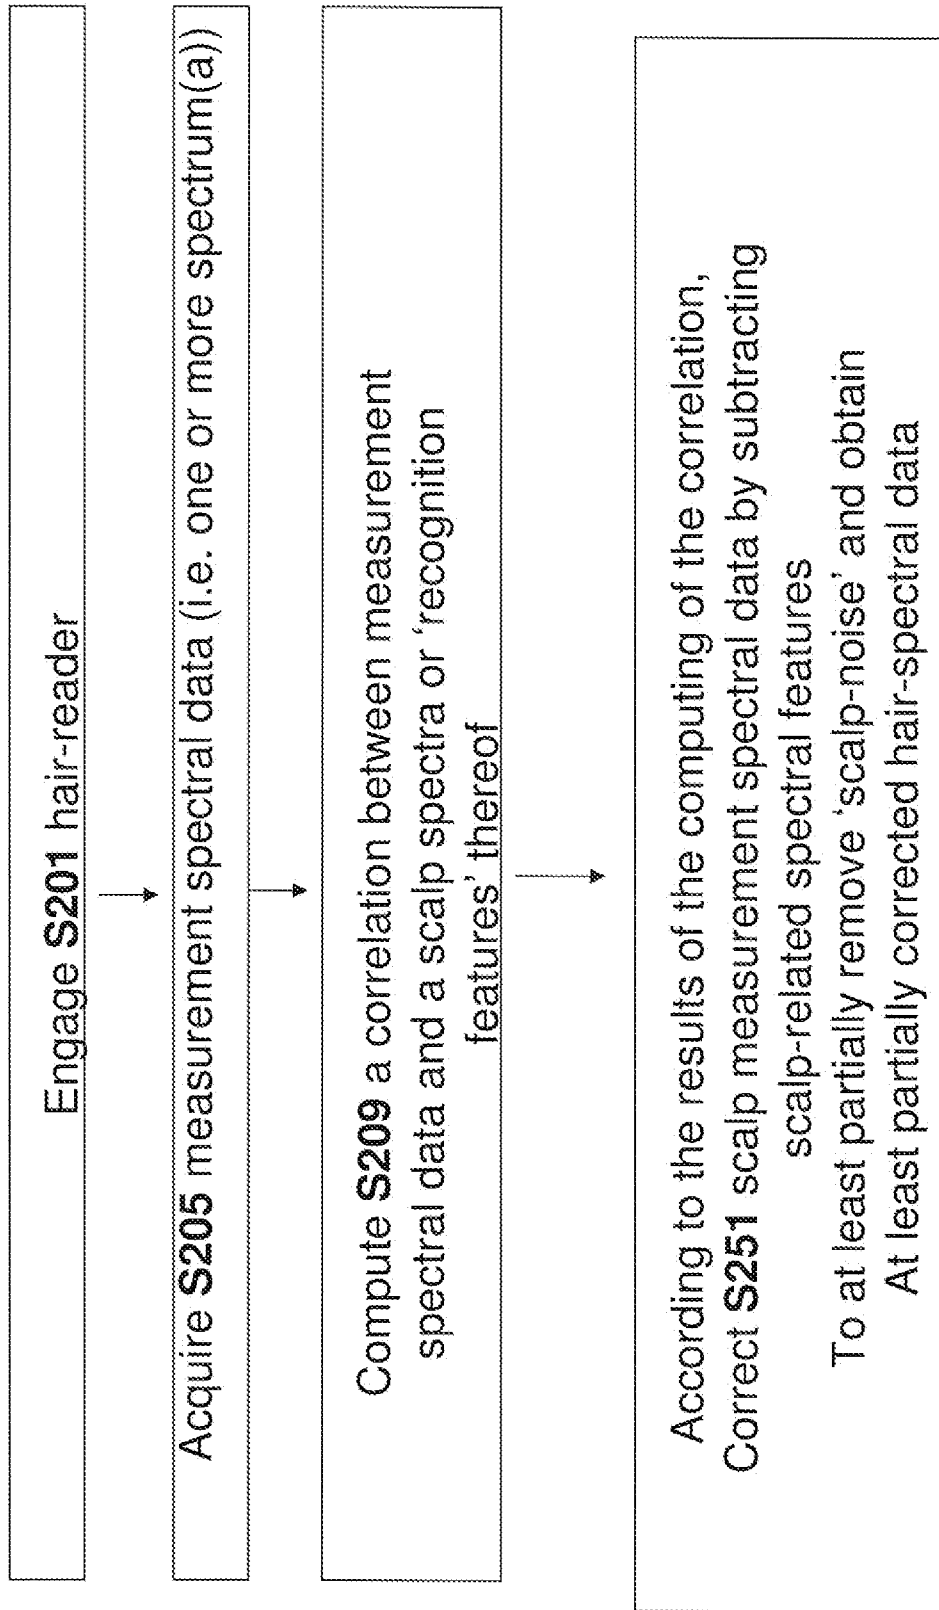 Engage S201 hair-reader
Acquire S205 measurement spectral data (i.e. one or more spectrum(a))
Compute S209 a correlation between measurement
spectral data and a scalp spectra or ‘recognition
features’ thereof
According to the results of the computing of the correlation,
Correct S251 scalp measurement spectral data by subtracting
scalp-related spectral features
To at least partially remove ‘scalp-noise’ and obtain
At least partially corrected hair-spectral data